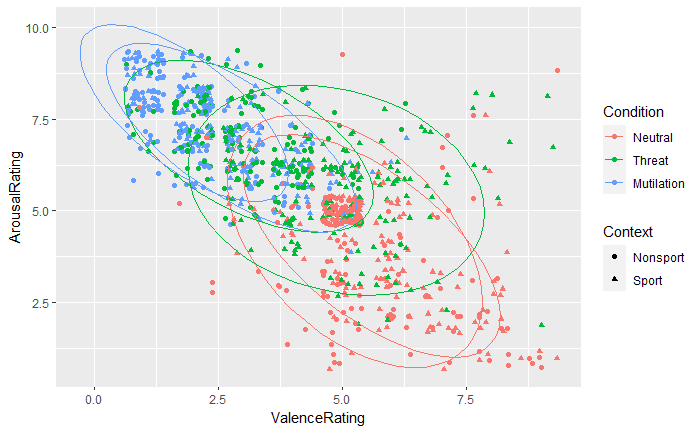 10.0
7.5
5.0
2.5
ArousalRating
0.0
2.5
5.0
7.5
ValenceRating
Condition
Neutral
Threat
Mutilation
Context
Nonsport
Sport